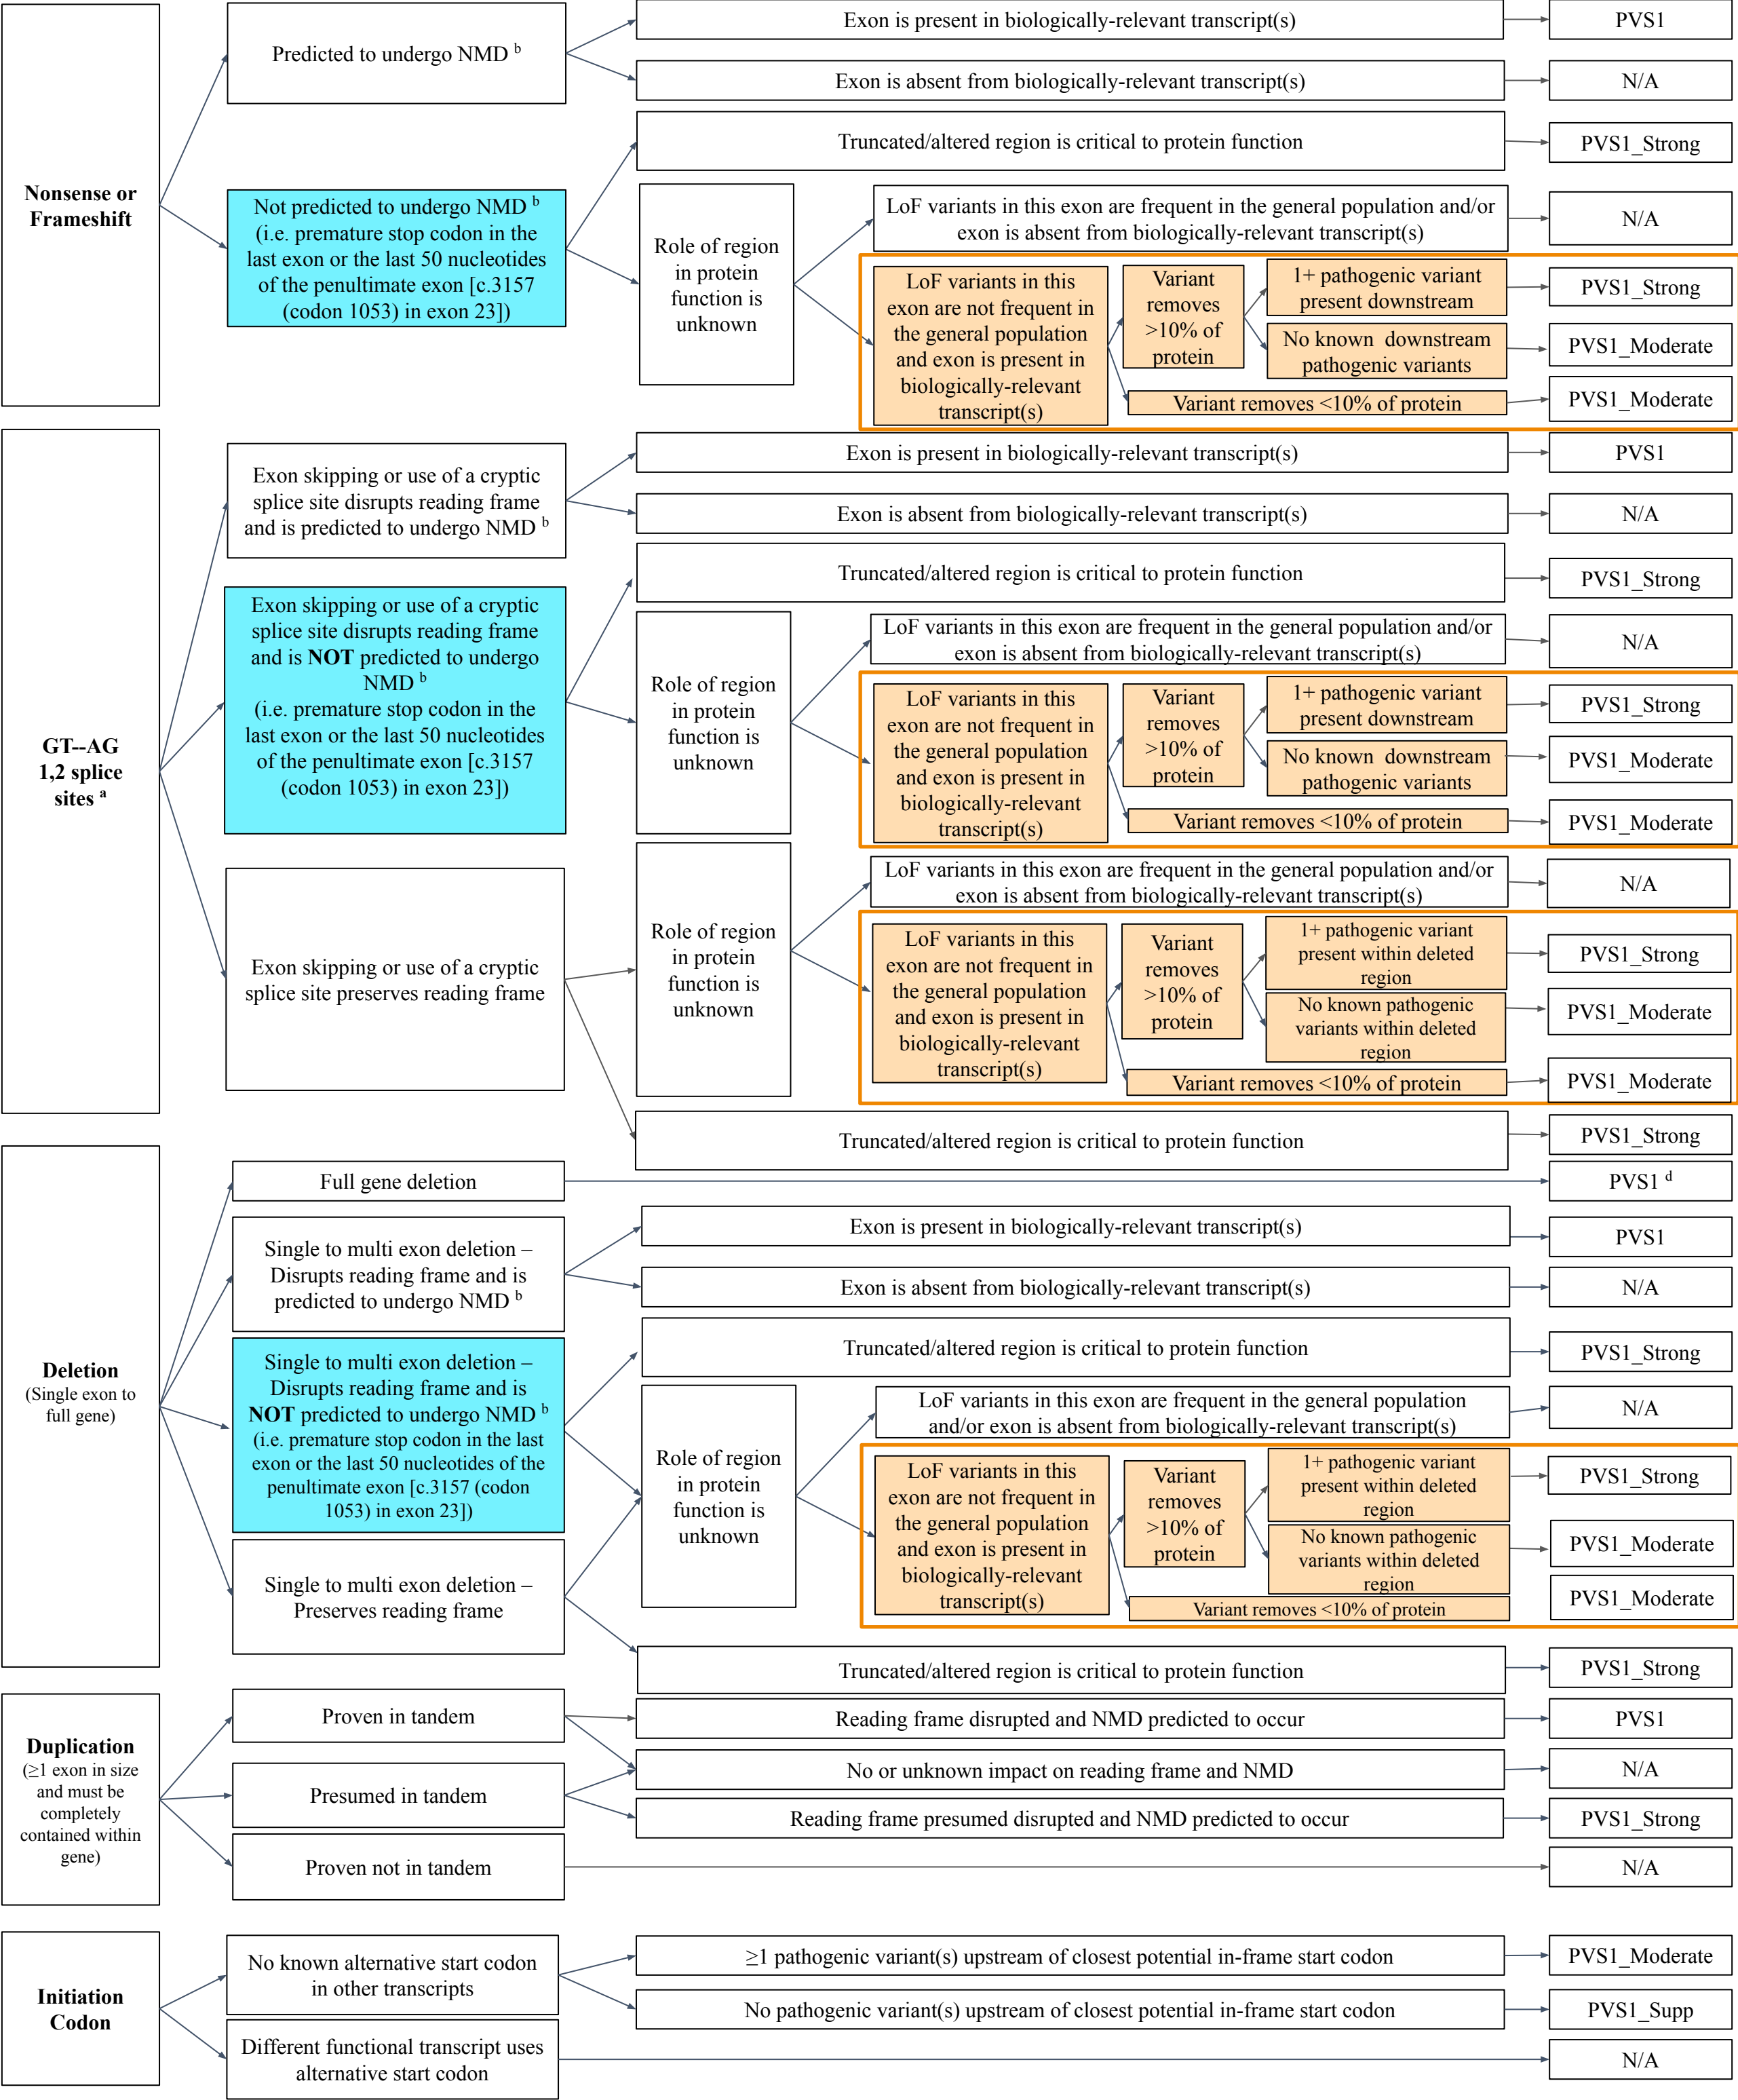 Nonsense or
Frameshift
Predicted to undergo NMD b
Exon is present in biologically-relevant transcript(s)
PVS1
Exon is absent from biologically-relevant transcript(s)
N/A
Not predicted to undergo NMD b
(i.e. premature stop codon in the
last exon or the last 50 nucleotides
of the penultimate exon [c.3157
(codon 1053) in exon 23])
Truncated/altered region is critical to protein function
PVS1_Strong
Role of region
in protein
function is
unknown
LoF variants in this exon are frequent in the general population and/or
exon is absent from biologically-relevant transcript(s)
N/A
LoF variants in this
exon are not frequent in
the general population
and exon is present in
biologically-relevant
transcript(s)
Variant
removes
>10% of
protein
1+ pathogenic variant
present downstream
PVS1_Strong
No known downstream
pathogenic variants
PVS1_Moderate
Variant removes <10% of protein
PVS1_Moderate
GT--AG
1,2 splice
sites a
Exon skipping or use of a cryptic
splice site disrupts reading frame
and is predicted to undergo NMD b
Exon is present in biologically-relevant transcript(s)
PVS1
Exon is absent from biologically-relevant transcript(s)
N/A
Exon skipping or use of a cryptic
splice site disrupts reading frame
and is NOT predicted to undergo
NMD b
(i.e. premature stop codon in the
last exon or the last 50 nucleotides
of the penultimate exon [c.3157
(codon 1053) in exon 23])
Truncated/altered region is critical to protein function
PVS1_Strong
Role of region
in protein
function is
unknown
LoF variants in this exon are frequent in the general population and/or
exon is absent from biologically-relevant transcript(s)
N/A
LoF variants in this
exon are not frequent in
the general population
and exon is present in
biologically-relevant
transcript(s)
Variant
removes
>10% of
protein
1+ pathogenic variant
present downstream
PVS1_Strong
No known downstream
pathogenic variants
PVS1_Moderate
Variant removes <10% of protein
PVS1_Moderate
Exon skipping or use of a cryptic
splice site preserves reading frame
Role of region
in protein
function is
unknown
LoF variants in this exon are frequent in the general population and/or
exon is absent from biologically-relevant transcript(s)
N/A
LoF variants in this
exon are not frequent in
the general population
and exon is present in
biologically-relevant
transcript(s)
Variant
removes
>10% of
protein
1+ pathogenic variant
present within deleted
region
PVS1_Strong
No known pathogenic
variants within deleted
region
PVS1_Moderate
Variant removes <10% of protein
PVS1_Moderate
Truncated/altered region is critical to protein function
PVS1_Strong
Deletion
(Single exon to
full gene)
Full gene deletion
PVS1 d
Single to multi exon deletion –
Disrupts reading frame and is
predicted to undergo NMD b
Exon is present in biologically-relevant transcript(s)
PVS1
Exon is absent from biologically-relevant transcript(s)
N/A
Single to multi exon deletion –
Disrupts reading frame and is
NOT predicted to undergo NMD b
(i.e. premature stop codon in the last
exon or the last 50 nucleotides of the
penultimate exon [c.3157 (codon
1053) in exon 23])
Truncated/altered region is critical to protein function
PVS1_Strong
Role of region
in protein
function is
unknown
LoF variants in this exon are frequent in the general population
and/or exon is absent from biologically-relevant transcript(s)
N/A
LoF variants in this
exon are not frequent in
the general population
and exon is present in
biologically-relevant
transcript(s)
Variant
removes
>10% of
protein
1+ pathogenic variant
present within deleted
region
PVS1_Strong
No known pathogenic
variants within deleted
region
PVS1_Moderate
Variant removes <10% of protein
PVS1_Moderate
Single to multi exon deletion –
Preserves reading frame
Truncated/altered region is critical to protein function
PVS1_Strong
Duplication
(≥1 exon in size
and must be
completely
contained within
gene)
Proven in tandem
Reading frame disrupted and NMD predicted to occur
PVS1
No or unknown impact on reading frame and NMD
N/A
Presumed in tandem
Reading frame presumed disrupted and NMD predicted to occur
PVS1_Strong
Proven not in tandem
N/A
Initiation
Codon
No known alternative start codon
in other transcripts
≥1 pathogenic variant(s) upstream of closest potential in-frame start codon
PVS1_Moderate
No pathogenic variant(s) upstream of closest potential in-frame start codon
PVS1_Supp
Different functional transcript uses
alternative start codon
N/A